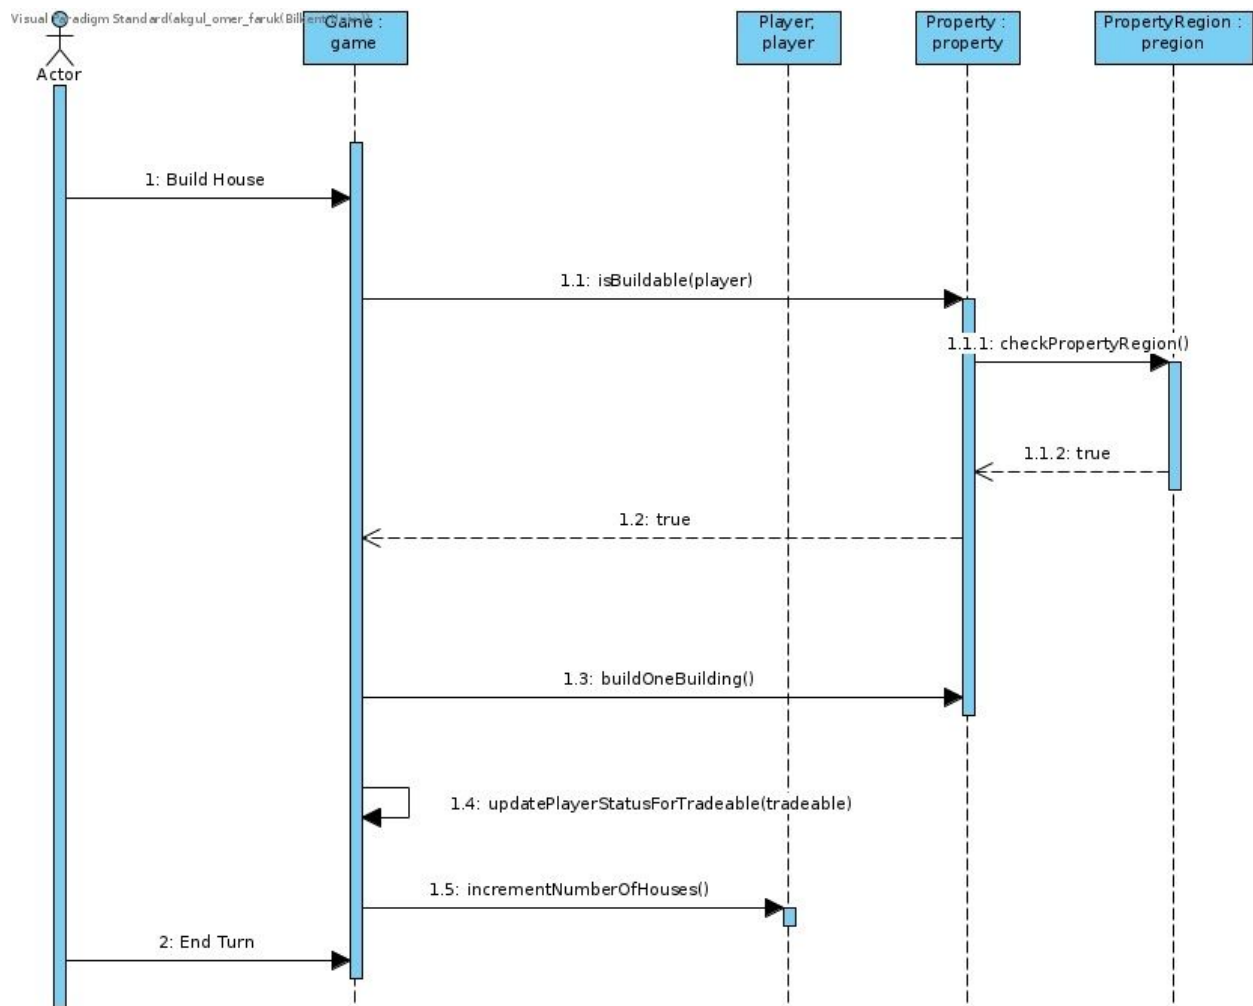 Visual Paradigm Standard(akgul_omer_faruk(Bilkent
Game :
game
Player;
player
Property :
property
PropertyRegion :
pregion
Actor
1: Build House
1.1: isBuildable(player)
1.1.1: checkPropertyRegion()
1.1.2: true
1.2: true
1.3: buildOneBuilding()
1.4: updatePlayerStatusForTradeable(tradeable)
1.5: incrementNumberOfHouses()
2: End Turn